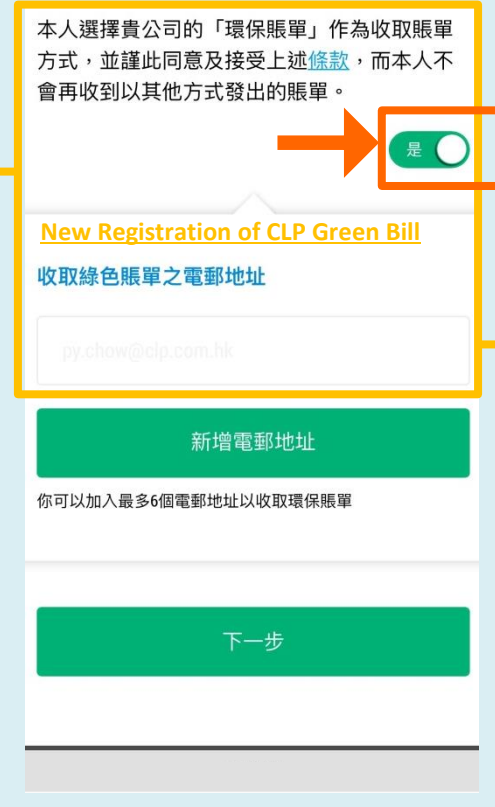 本人選擇貴公司的「環保賬單」作為收取賬單
方式，並謹此同意及接受上述條款，而本人不
會再收到以其他方式發出的賬單。
是
New Registration of CLP Green Bill
收取綠色賬單之電郵地址
py.chow@clp.com.hk
新增電郵地址
你可以加入最多6個電郵地址以收取環保賬單
下一步